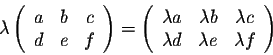 λ ( a b c ) = ( λa λb λc )
  ( d e f )   ( λd λe λf )